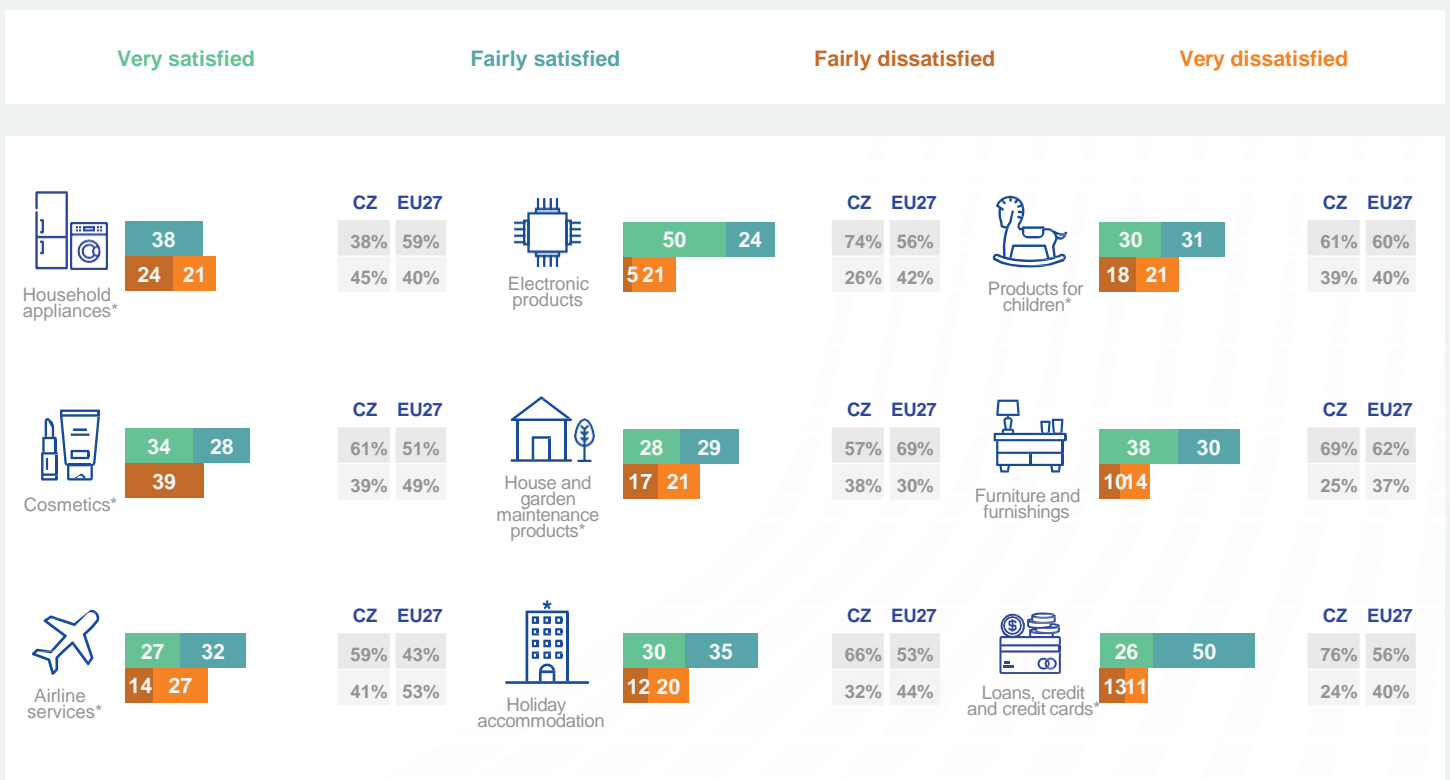 Very satisfied Fairly satisfied Fairly dissatisfied Very dissatisfied
CZ EU27
38
38% 59%
24 21
45% 40%
Household
appliances*
CZ EU27
50 24
74% 56%
5 21
26% 42%
Electronic
products
CZ EU27
30 31
61% 60%
18 21
39% 40%
Products for
children*
CZ EU27
34 28
61% 51%
39
39% 49%
Cosmetics*
CZ EU27
28 29
57% 69%
17 21
38% 30%
House and
garden
maintenance
products*
CZ EU27
38 30
69% 62%
10 14
25% 37%
Furniture and
furnishings
CZ EU27
27 32
59% 43%
14 27
41% 53%
Airline
services*
*
CZ EU27
30 35
66% 53%
12 20
32% 44%
Holiday
accommodation
$
CZ EU27
26 50
76% 56%
13 11
24% 40%
Loans, credit
and credit cards*